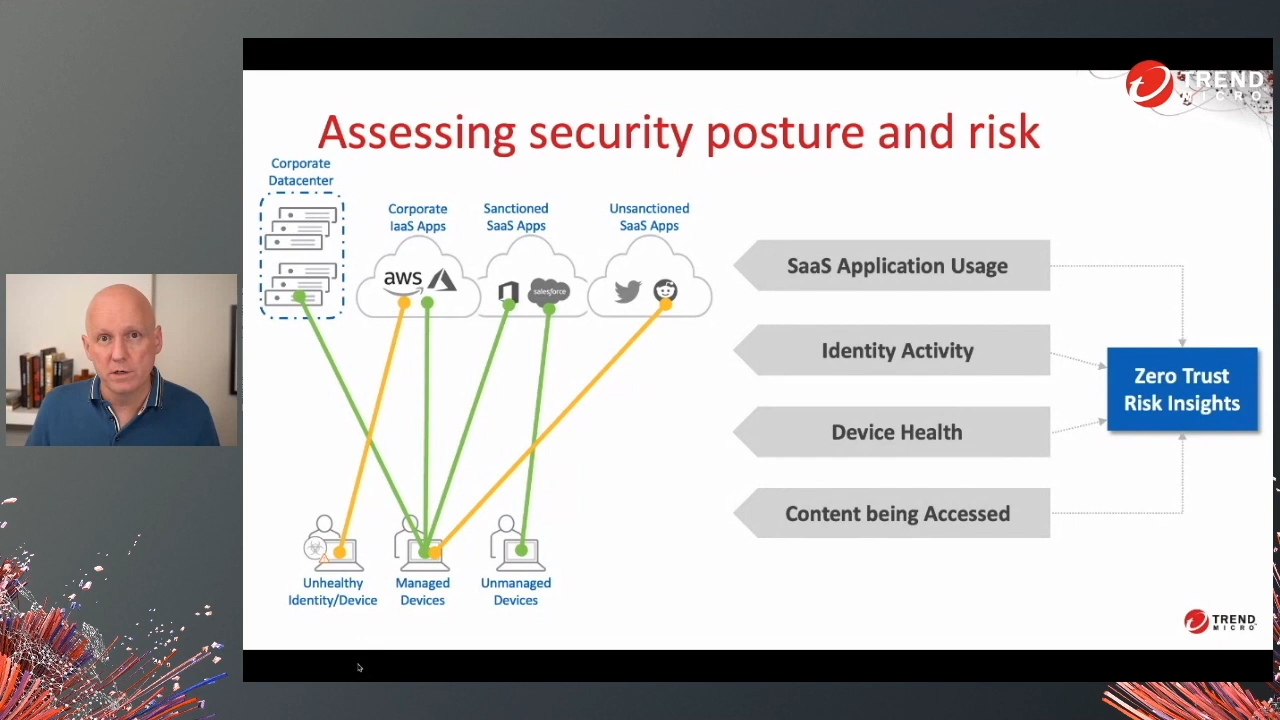 TREND
MICRO
Assessing security posture and risk
Corporate
Datacenter
Corporate
IaaS Apps
Sanctioned
SaaS Apps
Unsanctioned
SaaS Apps
aws
salesforce
SaaS Application Usage
Identity Activity
Device Health
Content being Accessed
Zero Trust
Risk Insights
Unhealthy
Identity/Device
Managed
Devices
Unmanaged
Devices
TREND
MICRO